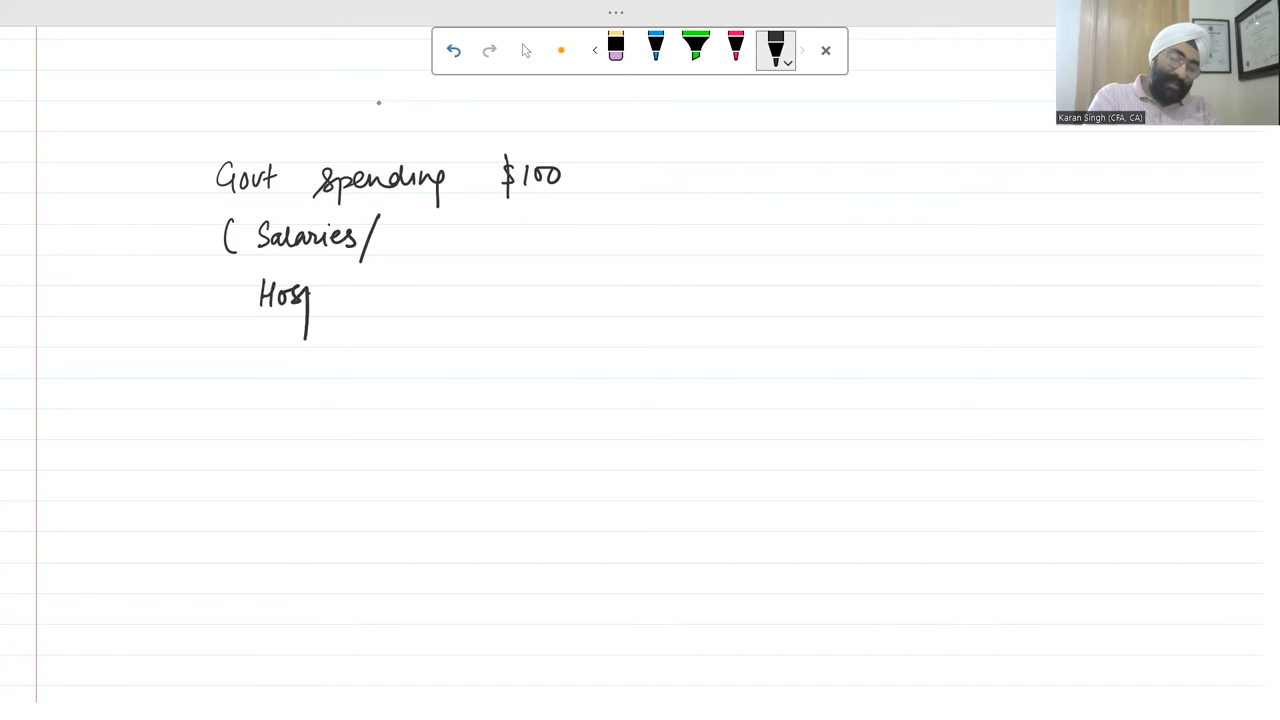 Karan Singh (CFA, CA)
Govt spending $100
( Salaries/
Hosp